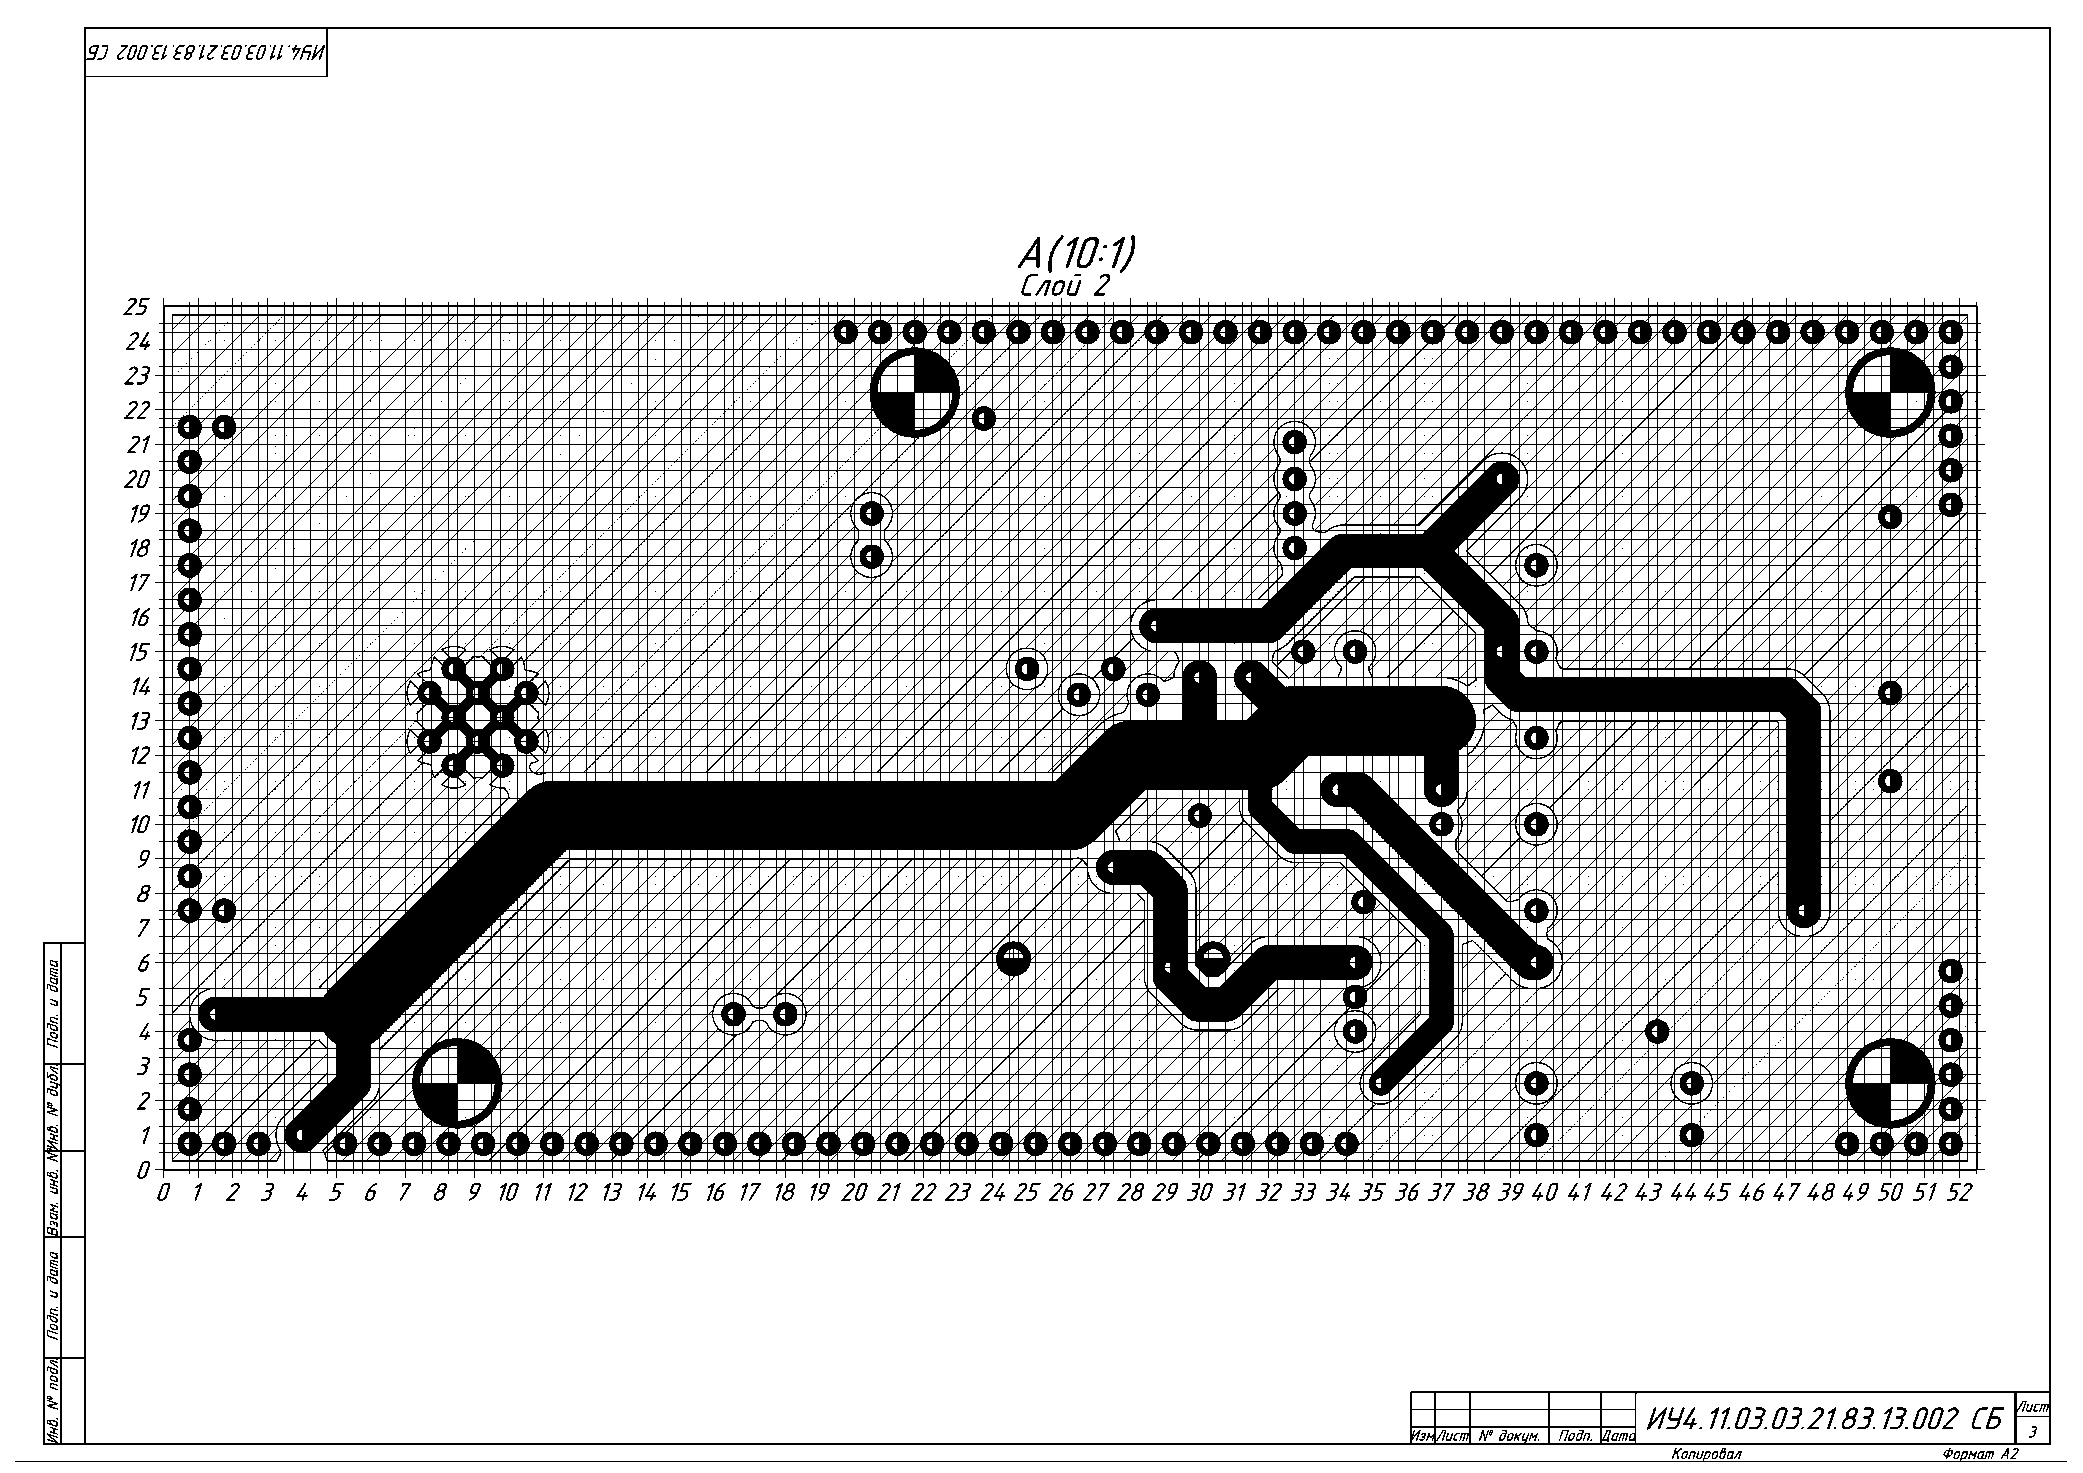 ИУ4.11.03.03.21.83.13.002 СБ
А(10:1)
Слой 2
25
24
23
22
21
20
19
18
17
16
15
14
13
12
11
10
9
8
7
6
5
4
3
2
1
0
0 1 2 3 4 5 6 7 8 9 10 11 12 13 14 15 16 17 18 19 20 21 22 23 24 25 26 27 28 29 30 31 32 33 34 35 36 37 38 39 40 41 42 43 44 45 46 47 48 49 50 51 52
Подп. и дата
Инв. № дубл.
Взам. инв. №
Подп. и дата
Инв. № подл.
Изм Лист № докум. Подп. Дата
ИУ4.11.03.03.21.83.13.002 СБ
Лист
3
Копировал Формат А2